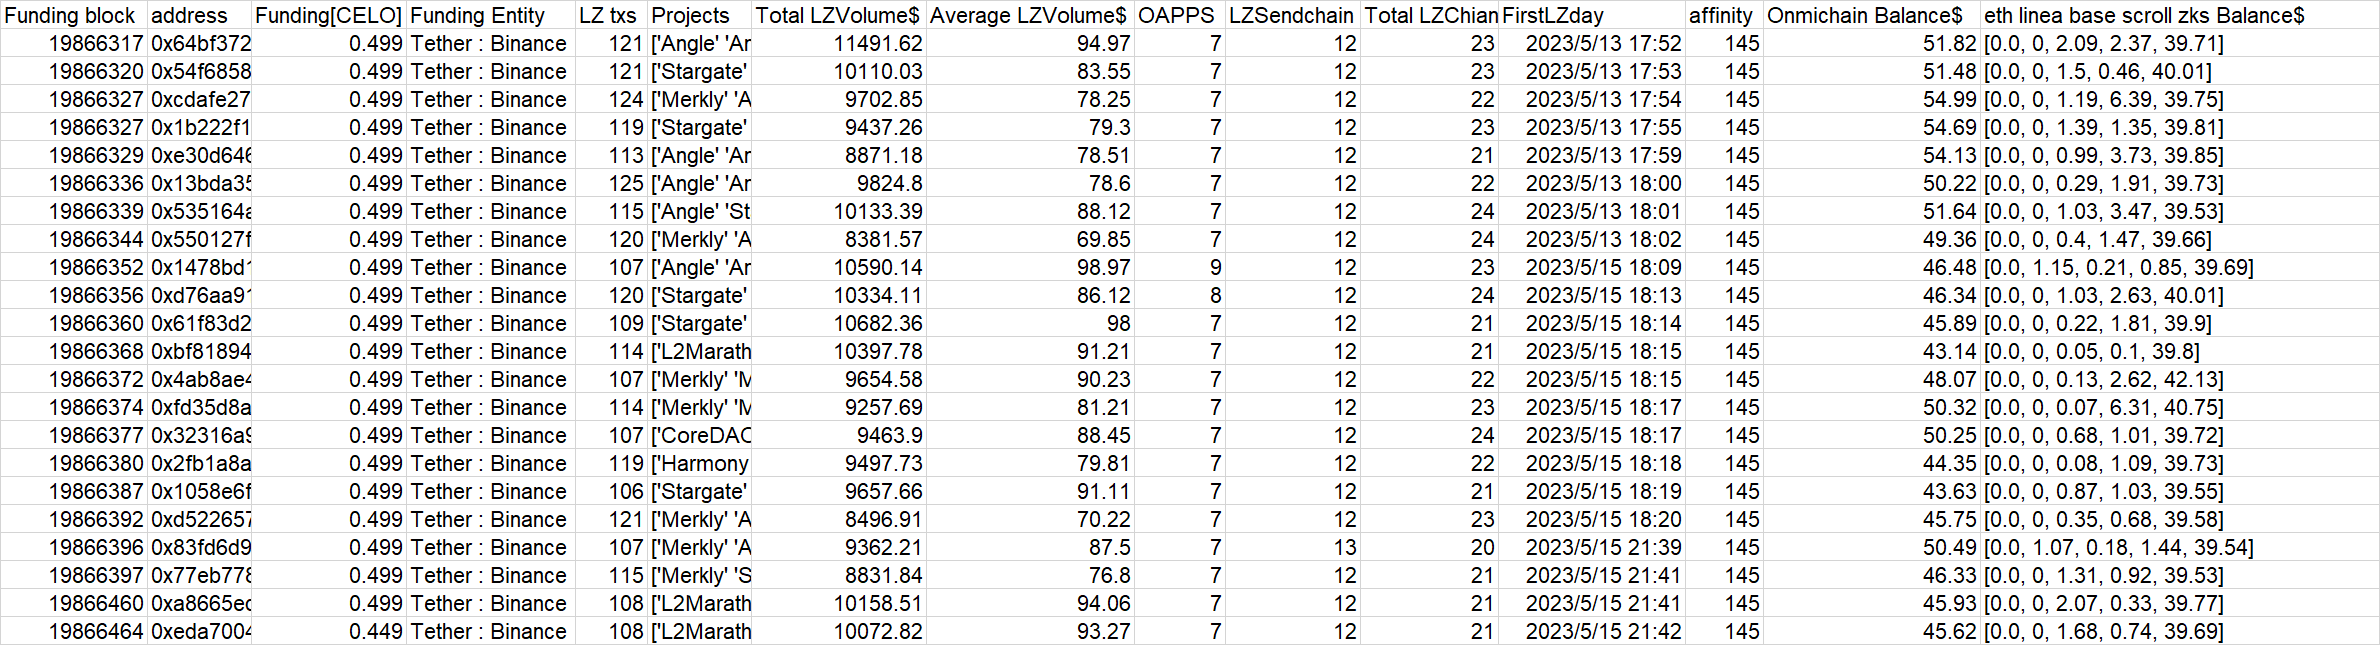 Funding block address Funding[CELO] Funding Entity LZ txs Projects Total LZVolume$ Average LZVolume$ OAPPS LZSendchain Total LZChian FirstLZday affinity Onmichain Balance$ eth linea base scroll zks Balance$
19866317 0x64bf372 0.499 Tether : Binance 121 ['Angle' 'Ar 11491.62 94.97 7 12 23 2023/5/13 17:52 145 51.82 [0.0, 0, 2.09, 2.37, 39.71]
19866320 0x54f6858 0.499 Tether : Binance 121 ['Stargate' 10110.03 83.55 7 12 23 2023/5/13 17:53 145 51.48 [0.0, 0, 1.5, 0.46, 40.01]
19866327 0xcdafe27 0.499 Tether : Binance 124 ['Merkly' 'A 9702.85 78.25 7 12 22 2023/5/13 17:54 145 54.99 [0.0, 0, 1.19, 6.39, 39.75]
19866327 0x1b222f1 0.499 Tether : Binance 119 ['Stargate' 9437.26 79.3 7 12 23 2023/5/13 17:55 145 54.69 [0.0, 0, 1.39, 1.35, 39.81]
19866329 0xe30d646 0.499 Tether : Binance 113 ['Angle' 'Ar 8871.18 78.51 7 12 21 2023/5/13 17:59 145 54.13 [0.0, 0, 0.99, 3.73, 39.85]
19866336 0x13bda35 0.499 Tether : Binance 125 ['Angle' 'Ar 9824.8 78.6 7 12 22 2023/5/13 18:00 145 50.22 [0.0, 0, 0.29, 1.91, 39.73]
19866339 0x535164a 0.499 Tether : Binance 115 ['Angle' 'St 10133.39 88.12 7 12 24 2023/5/13 18:01 145 51.64 [0.0, 0, 1.03, 3.47, 39.53]
19866344 0x550127f 0.499 Tether : Binance 120 ['Merkly' 'A 8381.57 69.85 7 12 24 2023/5/13 18:02 145 49.36 [0.0, 0, 0.4, 1.47, 39.66]
19866352 0x1478bd1 0.499 Tether : Binance 107 ['Angle' 'Ar 10590.14 98.97 9 12 23 2023/5/15 18:09 145 46.48 [0.0, 1.15, 0.21, 0.85, 39.69]
19866356 0xd76aa91 0.499 Tether : Binance 120 ['Stargate' 10334.11 86.12 8 12 24 2023/5/15 18:13 145 46.34 [0.0, 0, 1.03, 2.63, 40.01]
19866360 0x61f83d2 0.499 Tether : Binance 109 ['Stargate' 10682.36 98 7 12 21 2023/5/15 18:14 145 45.89 [0.0, 0, 0.22, 1.81, 39.9]
19866368 0xbf81894 0.499 Tether : Binance 114 ['L2Marath 10397.78 91.21 7 12 21 2023/5/15 18:15 145 43.14 [0.0, 0, 0.05, 0.1, 39.8]
19866372 0x4ab8ae4 0.499 Tether : Binance 107 ['Merkly' 'M 9654.58 90.23 7 12 22 2023/5/15 18:15 145 48.07 [0.0, 0, 0.13, 2.62, 42.13]
19866374 0xfd35d8a 0.499 Tether : Binance 114 ['Merkly' 'M 9257.69 81.21 7 12 23 2023/5/15 18:17 145 50.32 [0.0, 0, 0.07, 6.31, 40.75]
19866377 0x32316a9 0.499 Tether : Binance 107 ['CoreDAO 9463.9 88.45 7 12 24 2023/5/15 18:17 145 50.25 [0.0, 0, 0.68, 1.01, 39.72]
19866380 0x2fb1a8a 0.499 Tether : Binance 119 ['Harmony 9497.73 79.81 7 12 22 2023/5/15 18:18 145 44.35 [0.0, 0, 0.08, 1.09, 39.73]
19866387 0x1058e6f 0.499 Tether : Binance 106 ['Stargate' 9657.66 91.11 7 12 21 2023/5/15 18:19 145 43.63 [0.0, 0, 0.87, 1.03, 39.55]
19866392 0xd522657 0.499 Tether : Binance 121 ['Merkly' 'A 8496.91 70.22 7 12 23 2023/5/15 18:20 145 45.75 [0.0, 0, 0.35, 0.68, 39.58]
19866396 0x83fd6d9 0.499 Tether : Binance 107 ['Merkly' 'A 9362.21 87.5 7 13 20 2023/5/15 21:39 145 50.49 [0.0, 1.07, 0.18, 1.44, 39.54]
19866397 0x77eb778 0.499 Tether : Binance 115 ['Merkly' 'S 8831.84 76.8 7 12 21 2023/5/15 21:41 145 46.33 [0.0, 0, 1.31, 0.92, 39.53]
19866460 0xa8665ec 0.499 Tether : Binance 108 ['L2Marath 10158.51 94.06 7 12 21 2023/5/15 21:41 145 45.93 [0.0, 0, 2.07, 0.33, 39.77]
19866464 0xeda7004 0.449 Tether : Binance 108 ['L2Marath 10072.82 93.27 7 12 21 2023/5/15 21:42 145 45.62 [0.0, 0, 1.68, 0.74, 39.69]